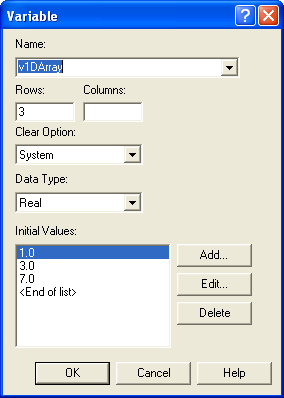 Variable
Name:
v1DArray
Rows: Columns:
3
Clear Option:
System
Data Type:
Real
Initial Values:
1.0
3.0
7.0
<End of list>
Add...
Edit...
Delete
OK Cancel Help